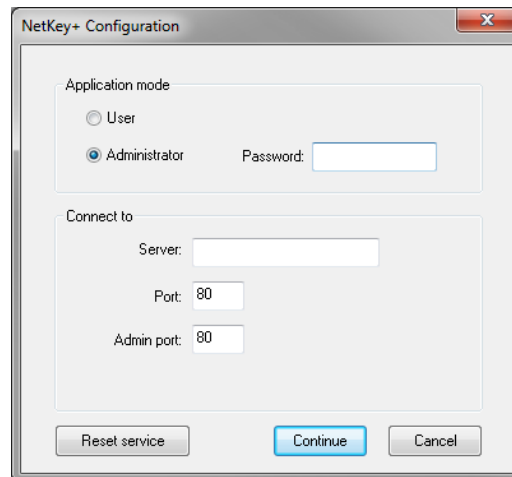 NetKey+ Configuration
Application mode
User
Administrator Password:
Connect to
Server:
Port: 80
Admin port: 80
Reset service Continue Cancel